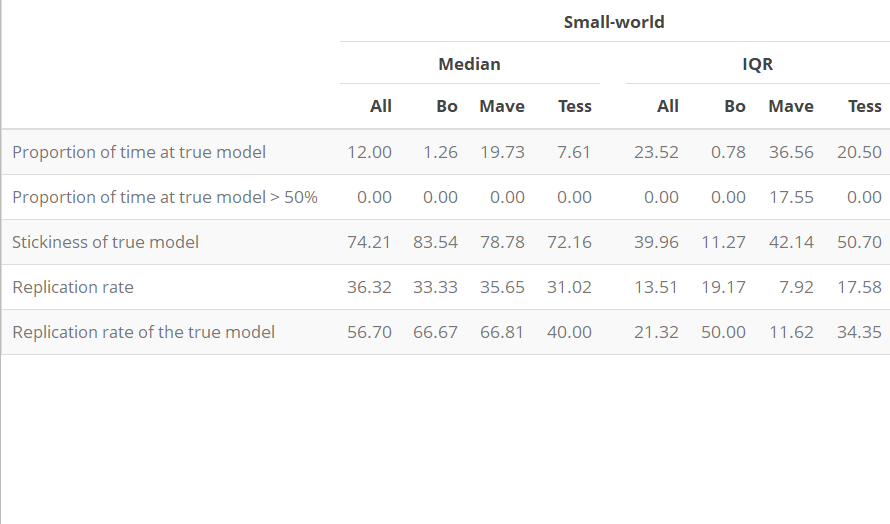 Small-world
Median IQR
All Bo Mave Tess All Bo Mave Tess
Proportion of time at true model 12.00 1.26 19.73 7.61 23.52 0.78 36.56 20.50
Proportion of time at true model > 50% 0.00 0.00 0.00 0.00 0.00 0.00 17.55 0.00
Stickiness of true model 74.21 83.54 78.78 72.16 39.96 11.27 42.14 50.70
Replication rate 36.32 33.33 35.65 31.02 13.51 19.17 7.92 17.58
Replication rate of the true model 56.70 66.67 66.81 40.00 21.32 50.00 11.62 34.35